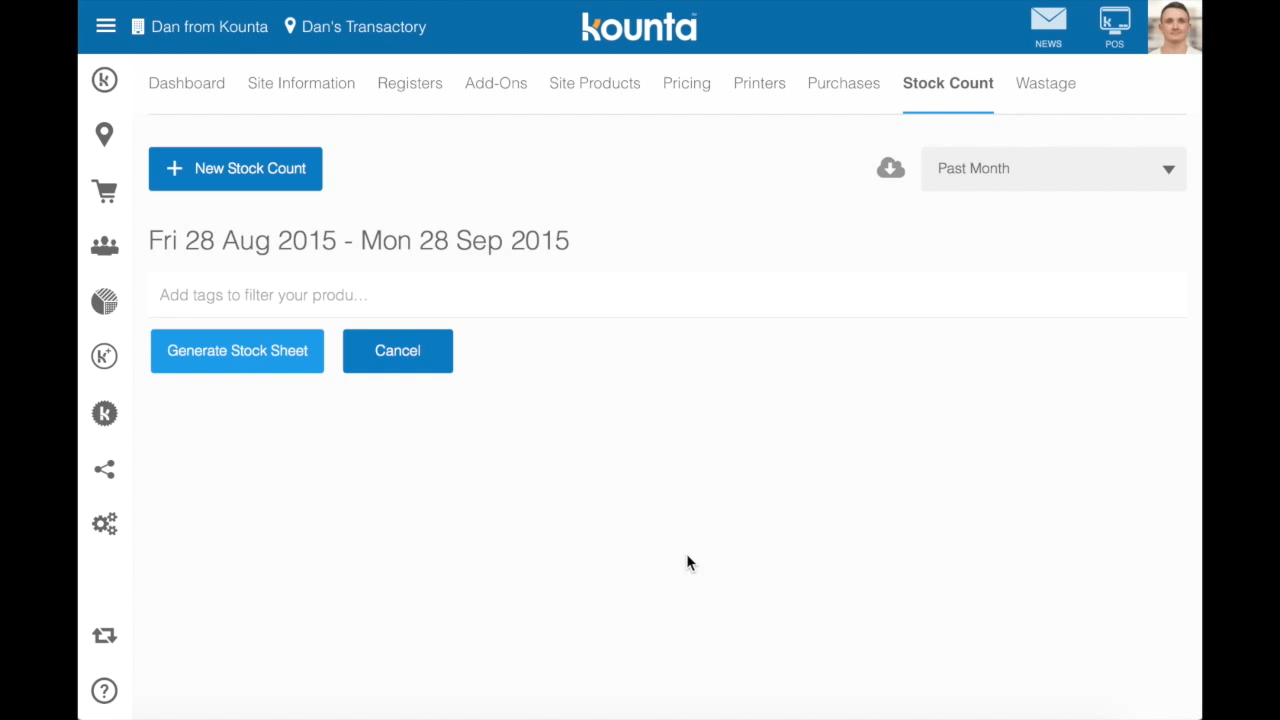 Dan from Kounta Dan's Transactory kounta NEWS POS
Dashboard Site Information Registers Add-Ons Site Products Pricing Printers Purchases Stock Count Wastage
+ New Stock Count Past Month
Fri 28 Aug 2015 - Mon 28 Sep 2015
Add tags to filter your produ...
Generate Stock Sheet Cancel